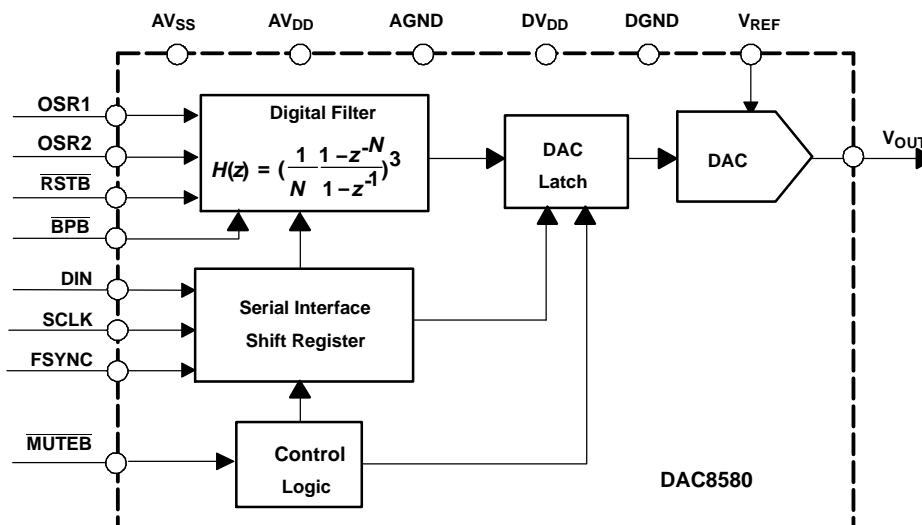 AVSS AVDD AGND DVDD DGND VREF
OSR1
OSR2
RSTB
BPB
Digital Filter
H(z) = (1/N 1−z^-N/1−z^-1)^3
DAC
Latch
DAC
VOUT
DIN
SCLK
FSYNC
Serial Interface
Shift Register
MUTEB
Control
Logic
DAC8580